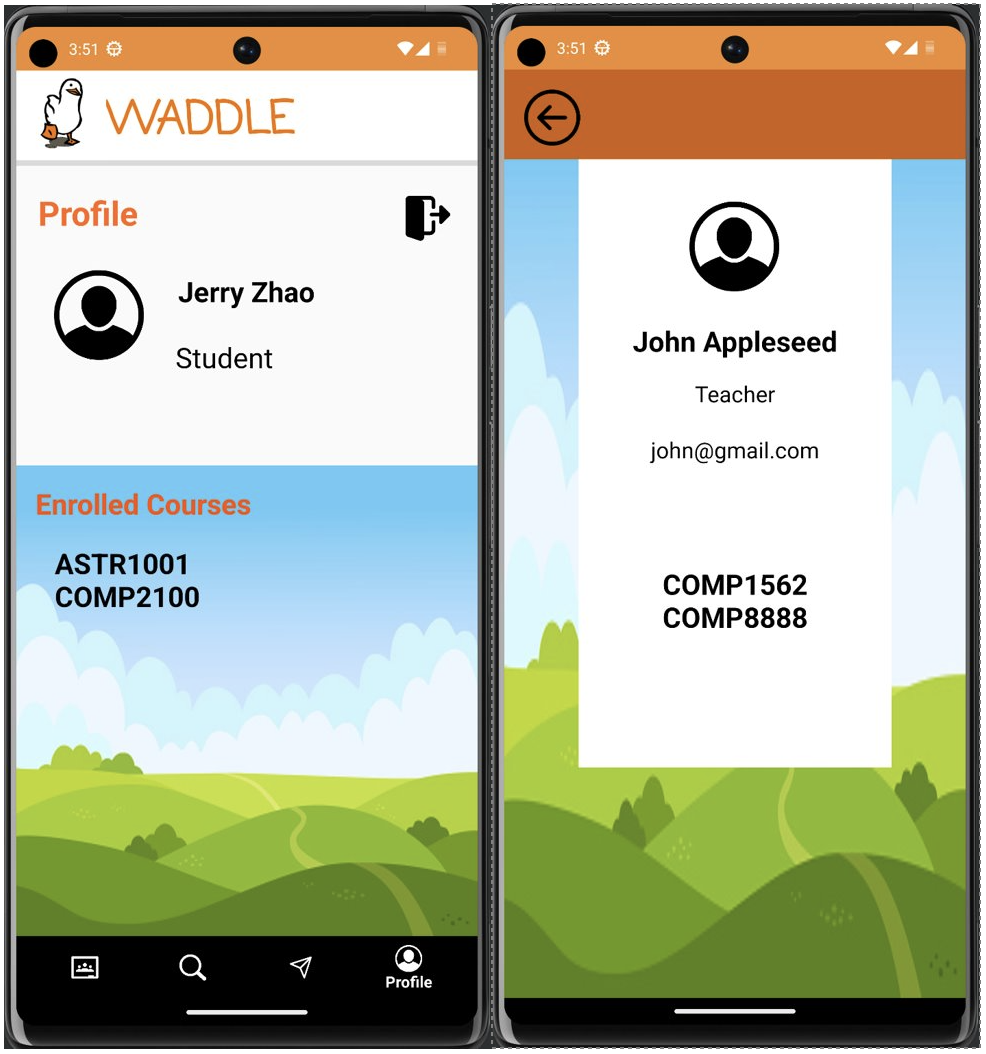 3:51
WADDLE
Profile
Jerry Zhao
Student
Enrolled Courses
ASTR1001
COMP2100
Profile
3:51
John Appleseed
Teacher
john@gmail.com
COMP1562
COMP8888